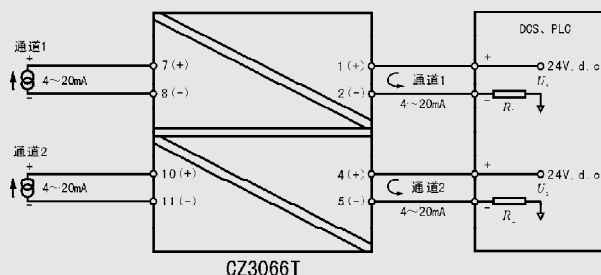 DCS、PLC
通道1
+
4～20mA
-
7(+)
8(-)
1(+)
2(-)
通道1
4～20mA
+
24V.d.c
-
通道2
+
4～20mA
-
10(+)
11(-)
4(+)
5(-)
通道2
4～20mA
+
24V.d.c
-
CZ3066T